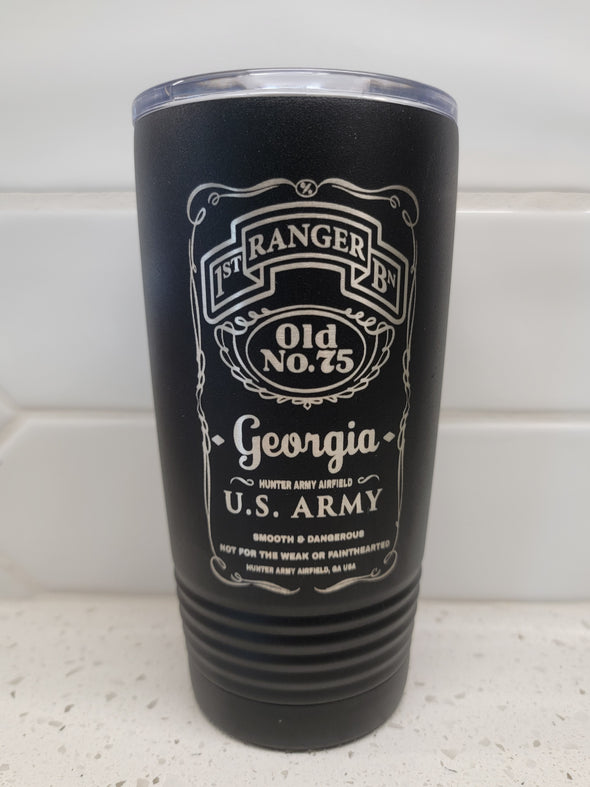 %
1ST RANGER BN
Old
No.75
Georgia
HUNTER ARMY AIRFIELD
U.S. ARMY
SMOOTH & DANGEROUS
NOT FOR THE WEAK OR FAINTHEARTED
HUNTER ARMY AIRFIELD, GA USA